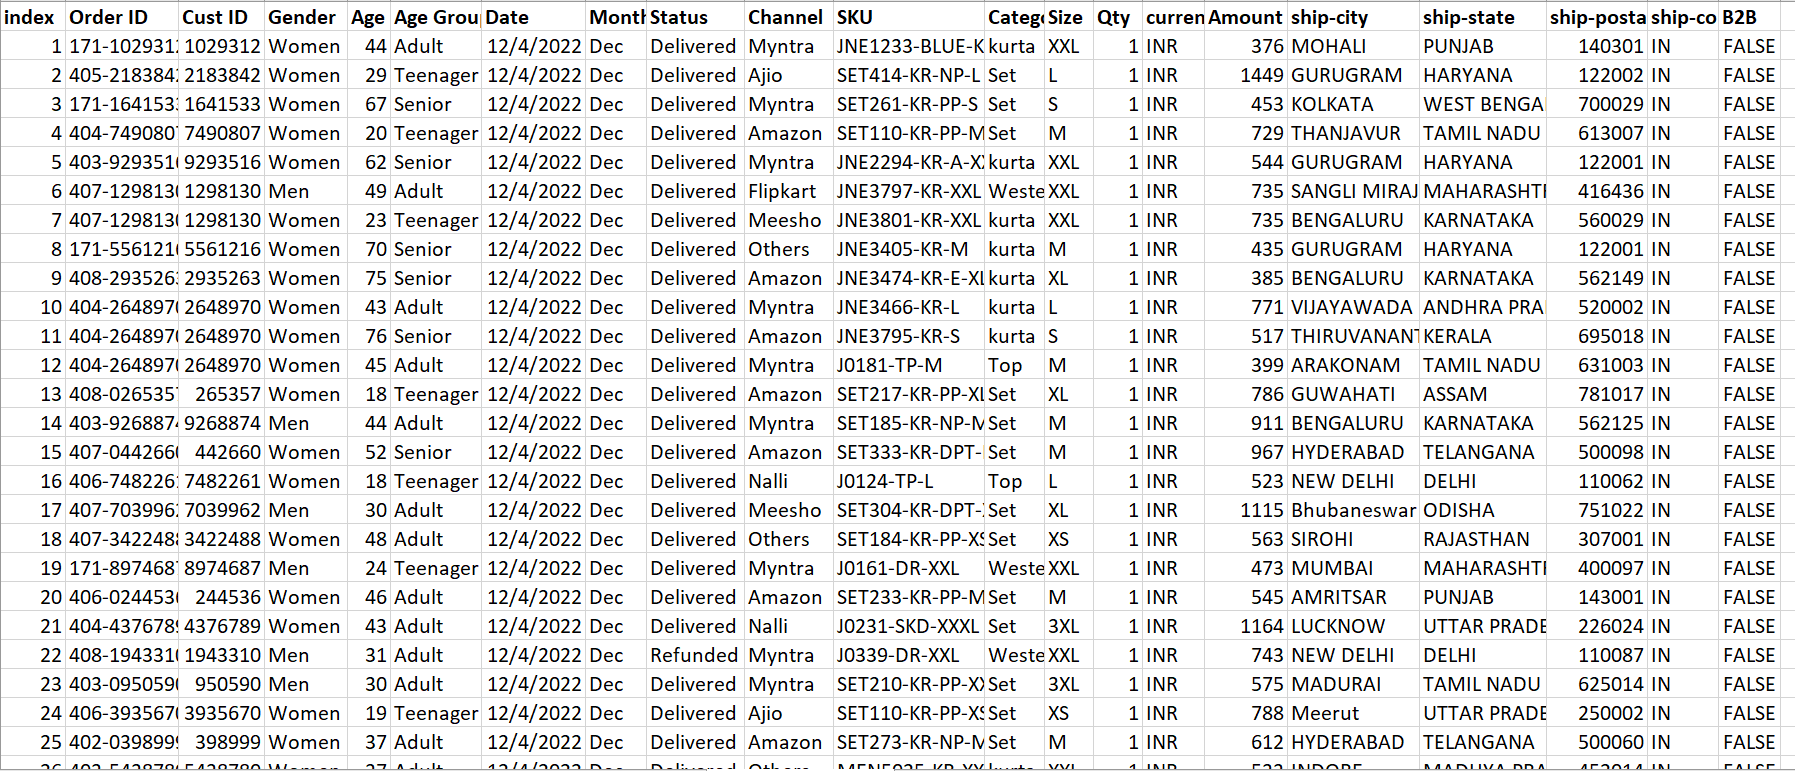 index Order ID Cust ID Gender Age Age Grou Date Month Status Channel SKU Catego Size Qty curren Amount ship-city ship-state ship-posta ship-co B2B
1 171-1029312 1029312 Women 44 Adult 12/4/2022 Dec Delivered Myntra JNE1233-BLUE-K kurta XXL 1 INR 376 MOHALI PUNJAB 140301 IN FALSE
2 405-2183842 2183842 Women 29 Teenager 12/4/2022 Dec Delivered Ajio SET414-KR-NP-L Set L 1 INR 1449 GURUGRAM HARYANA 122002 IN FALSE
3 171-1641533 1641533 Women 67 Senior 12/4/2022 Dec Delivered Myntra SET261-KR-PP-S Set S 1 INR 453 KOLKATA WEST BENGA 700029 IN FALSE
4 404-7490807 7490807 Women 20 Teenager 12/4/2022 Dec Delivered Amazon SET110-KR-PP-M Set M 1 INR 729 THANJAVUR TAMIL NADU 613007 IN FALSE
5 403-9293516 9293516 Women 62 Senior 12/4/2022 Dec Delivered Myntra JNE2294-KR-A-XX kurta XXL 1 INR 544 GURUGRAM HARYANA 122001 IN FALSE
6 407-1298130 1298130 Men 49 Adult 12/4/2022 Dec Delivered Flipkart JNE3797-KR-XXL Weste XXL 1 INR 735 SANGLI MIRAJ MAHARASHT 416436 IN FALSE
7 407-1298130 1298130 Women 23 Teenager 12/4/2022 Dec Delivered Meesho JNE3801-KR-XXL kurta XXL 1 INR 735 BENGALURU KARNATAKA 560029 IN FALSE
8 171-5561216 5561216 Women 70 Senior 12/4/2022 Dec Delivered Others JNE3405-KR-M kurta M 1 INR 435 GURUGRAM HARYANA 122001 IN FALSE
9 408-2935263 2935263 Women 75 Senior 12/4/2022 Dec Delivered Amazon JNE3474-KR-E-XL kurta XL 1 INR 385 BENGALURU KARNATAKA 562149 IN FALSE
10 404-2648970 2648970 Women 43 Adult 12/4/2022 Dec Delivered Myntra JNE3466-KR-L kurta L 1 INR 771 VIJAYAWADA ANDHRA PRA 520002 IN FALSE
11 404-2648970 2648970 Women 76 Senior 12/4/2022 Dec Delivered Amazon JNE3795-KR-S kurta S 1 INR 517 THIRUVANANT KERALA 695018 IN FALSE
12 404-2648970 2648970 Women 45 Adult 12/4/2022 Dec Delivered Myntra J0181-TP-M Top M 1 INR 399 ARAKONAM TAMIL NADU 631003 IN FALSE
13 408-0265357 265357 Women 18 Teenager 12/4/2022 Dec Delivered Amazon SET217-KR-PP-XL Set XL 1 INR 786 GUWAHATI ASSAM 781017 IN FALSE
14 403-9268874 9268874 Men 44 Adult 12/4/2022 Dec Delivered Myntra SET185-KR-NP-M Set M 1 INR 911 BENGALURU KARNATAKA 562125 IN FALSE
15 407-0442660 442660 Women 52 Senior 12/4/2022 Dec Delivered Amazon SET333-KR-DPT- Set M 1 INR 967 HYDERABAD TELANGANA 500098 IN FALSE
16 406-7482261 7482261 Women 18 Teenager 12/4/2022 Dec Delivered Nalli J0124-TP-L Top L 1 INR 523 NEW DELHI DELHI 110062 IN FALSE
17 407-7039962 7039962 Men 30 Adult 12/4/2022 Dec Delivered Meesho SET304-KR-DPT- Set XL 1 INR 1115 Bhubaneswar ODISHA 751022 IN FALSE
18 407-3422488 3422488 Women 48 Adult 12/4/2022 Dec Delivered Others SET184-KR-PP-XS Set XS 1 INR 563 SIROHI RAJASTHAN 307001 IN FALSE
19 171-8974687 8974687 Men 24 Teenager 12/4/2022 Dec Delivered Myntra J0161-DR-XXL Weste XXL 1 INR 473 MUMBAI MAHARASHT 400097 IN FALSE
20 406-0244536 244536 Women 46 Adult 12/4/2022 Dec Delivered Amazon SET233-KR-PP-M Set M 1 INR 545 AMRITSAR PUNJAB 143001 IN FALSE
21 404-4376789 4376789 Women 43 Adult 12/4/2022 Dec Delivered Nalli J0231-SKD-XXXL Set 3XL 1 INR 1164 LUCKNOW UTTAR PRADE 226024 IN FALSE
22 408-1943310 1943310 Men 31 Adult 12/4/2022 Dec Refunded Myntra J0339-DR-XXL Weste XXL 1 INR 743 NEW DELHI DELHI 110087 IN FALSE
23 403-0950590 950590 Men 30 Adult 12/4/2022 Dec Delivered Myntra SET210-KR-PP-XX Set 3XL 1 INR 575 MADURAI TAMIL NADU 625014 IN FALSE
24 406-3935670 3935670 Women 19 Teenager 12/4/2022 Dec Delivered Ajio SET110-KR-PP-XS Set XS 1 INR 788 Meerut UTTAR PRADE 250002 IN FALSE
25 402-0398999 398999 Women 37 Adult 12/4/2022 Dec Delivered Amazon SET273-KR-NP-M Set M 1 INR 612 HYDERABAD TELANGANA 500060 IN FALSE